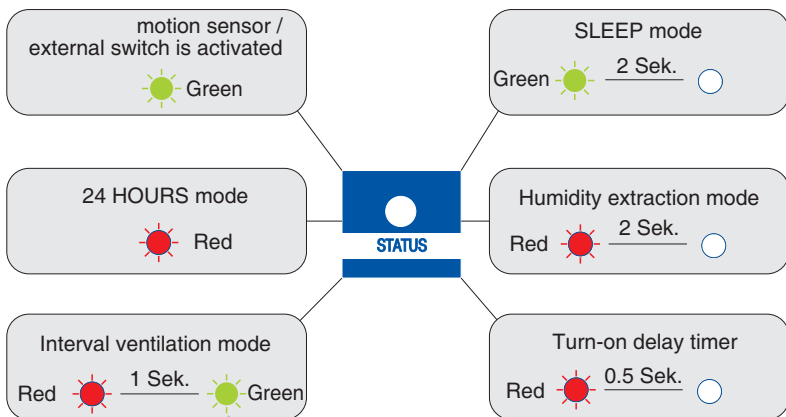 motion sensor /
external switch is activated
Green
SLEEP mode
Green 2 Sek.
24 HOURS mode
Red
STATUS
Humidity extraction mode
Red 2 Sek.
Interval ventilation mode
Red 1 Sek. Green
Turn-on delay timer
Red 0.5 Sek.